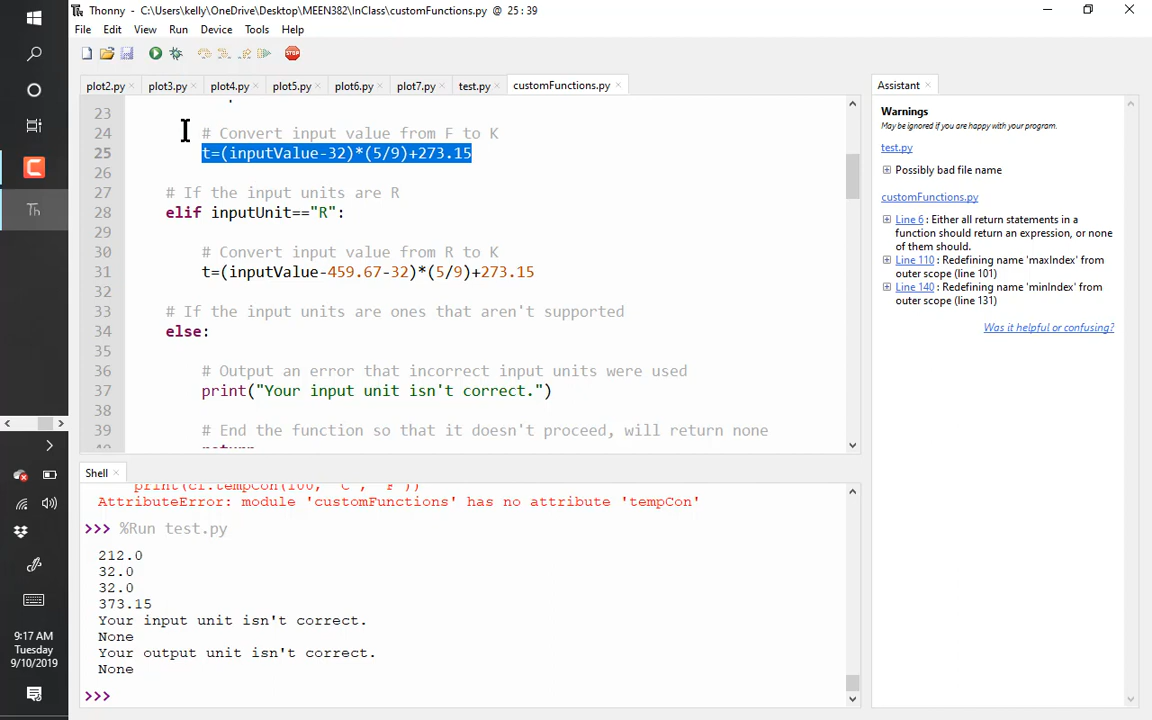 Thonny - C:\Users\kelly\OneDrive\Desktop\MEEN382\InClass\customFunctions.py @ 25 : 39
File Edit View Run Device Tools Help
STOP
plot2.py plot3.py plot4.py plot5.py plot6.py plot7.py test.py customFunctions.py
23
24 # Convert input value from F to K
25 t=(inputValue-32)*(5/9)+273.15
26
27 # If the input units are R
28 elif inputUnit=="R":
29
30 # Convert input value from R to K
31 t=(inputValue-459.67-32)*(5/9)+273.15
32
33 # If the input units are ones that aren't supported
34 else:
35
36 # Output an error that incorrect input units were used
37 print("Your input unit isn't correct.")
38
39 # End the function so that it doesn't proceed, will return none
Assistant
Warnings
May be ignored if you are happy with your program.
test.py
Possibly bad file name
customFunctions.py
Line 6 : Either all return statements in a
function should return an expression, or none
of them should.
Line 110 : Redefining name 'maxIndex' from
outer scope (line 101)
Line 140 : Redefining name 'minIndex' from
outer scope (line 131)
Was it helpful or confusing?
Shell
print(cf.tempCon(100, 'C', 'F'))
AttributeError: module 'customFunctions' has no attribute 'tempCon'
>>> %Run test.py
212.0
32.0
32.0
373.15
Your input unit isn't correct.
None
Your output unit isn't correct.
None
>>>
Th
9:17 AM
Tuesday
9/10/2019